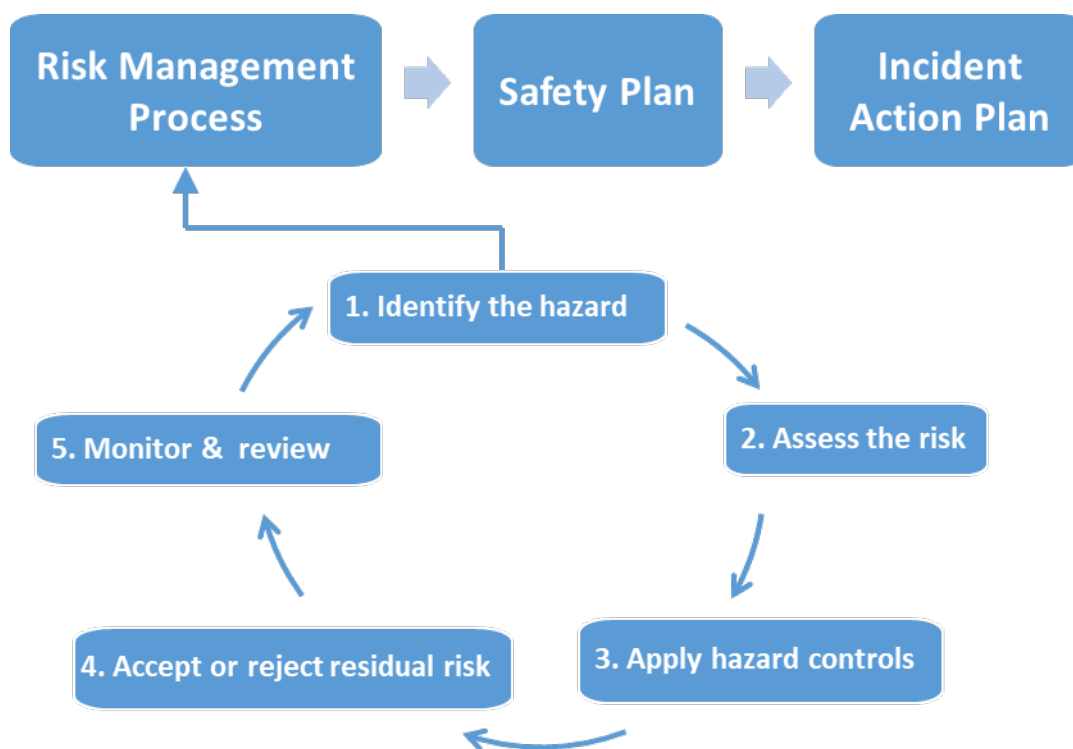 Risk Management
Process
Safety Plan
Incident
Action Plan
1. Identify the hazard
2. Assess the risk
3. Apply hazard controls
4. Accept or reject residual risk
5. Monitor & review